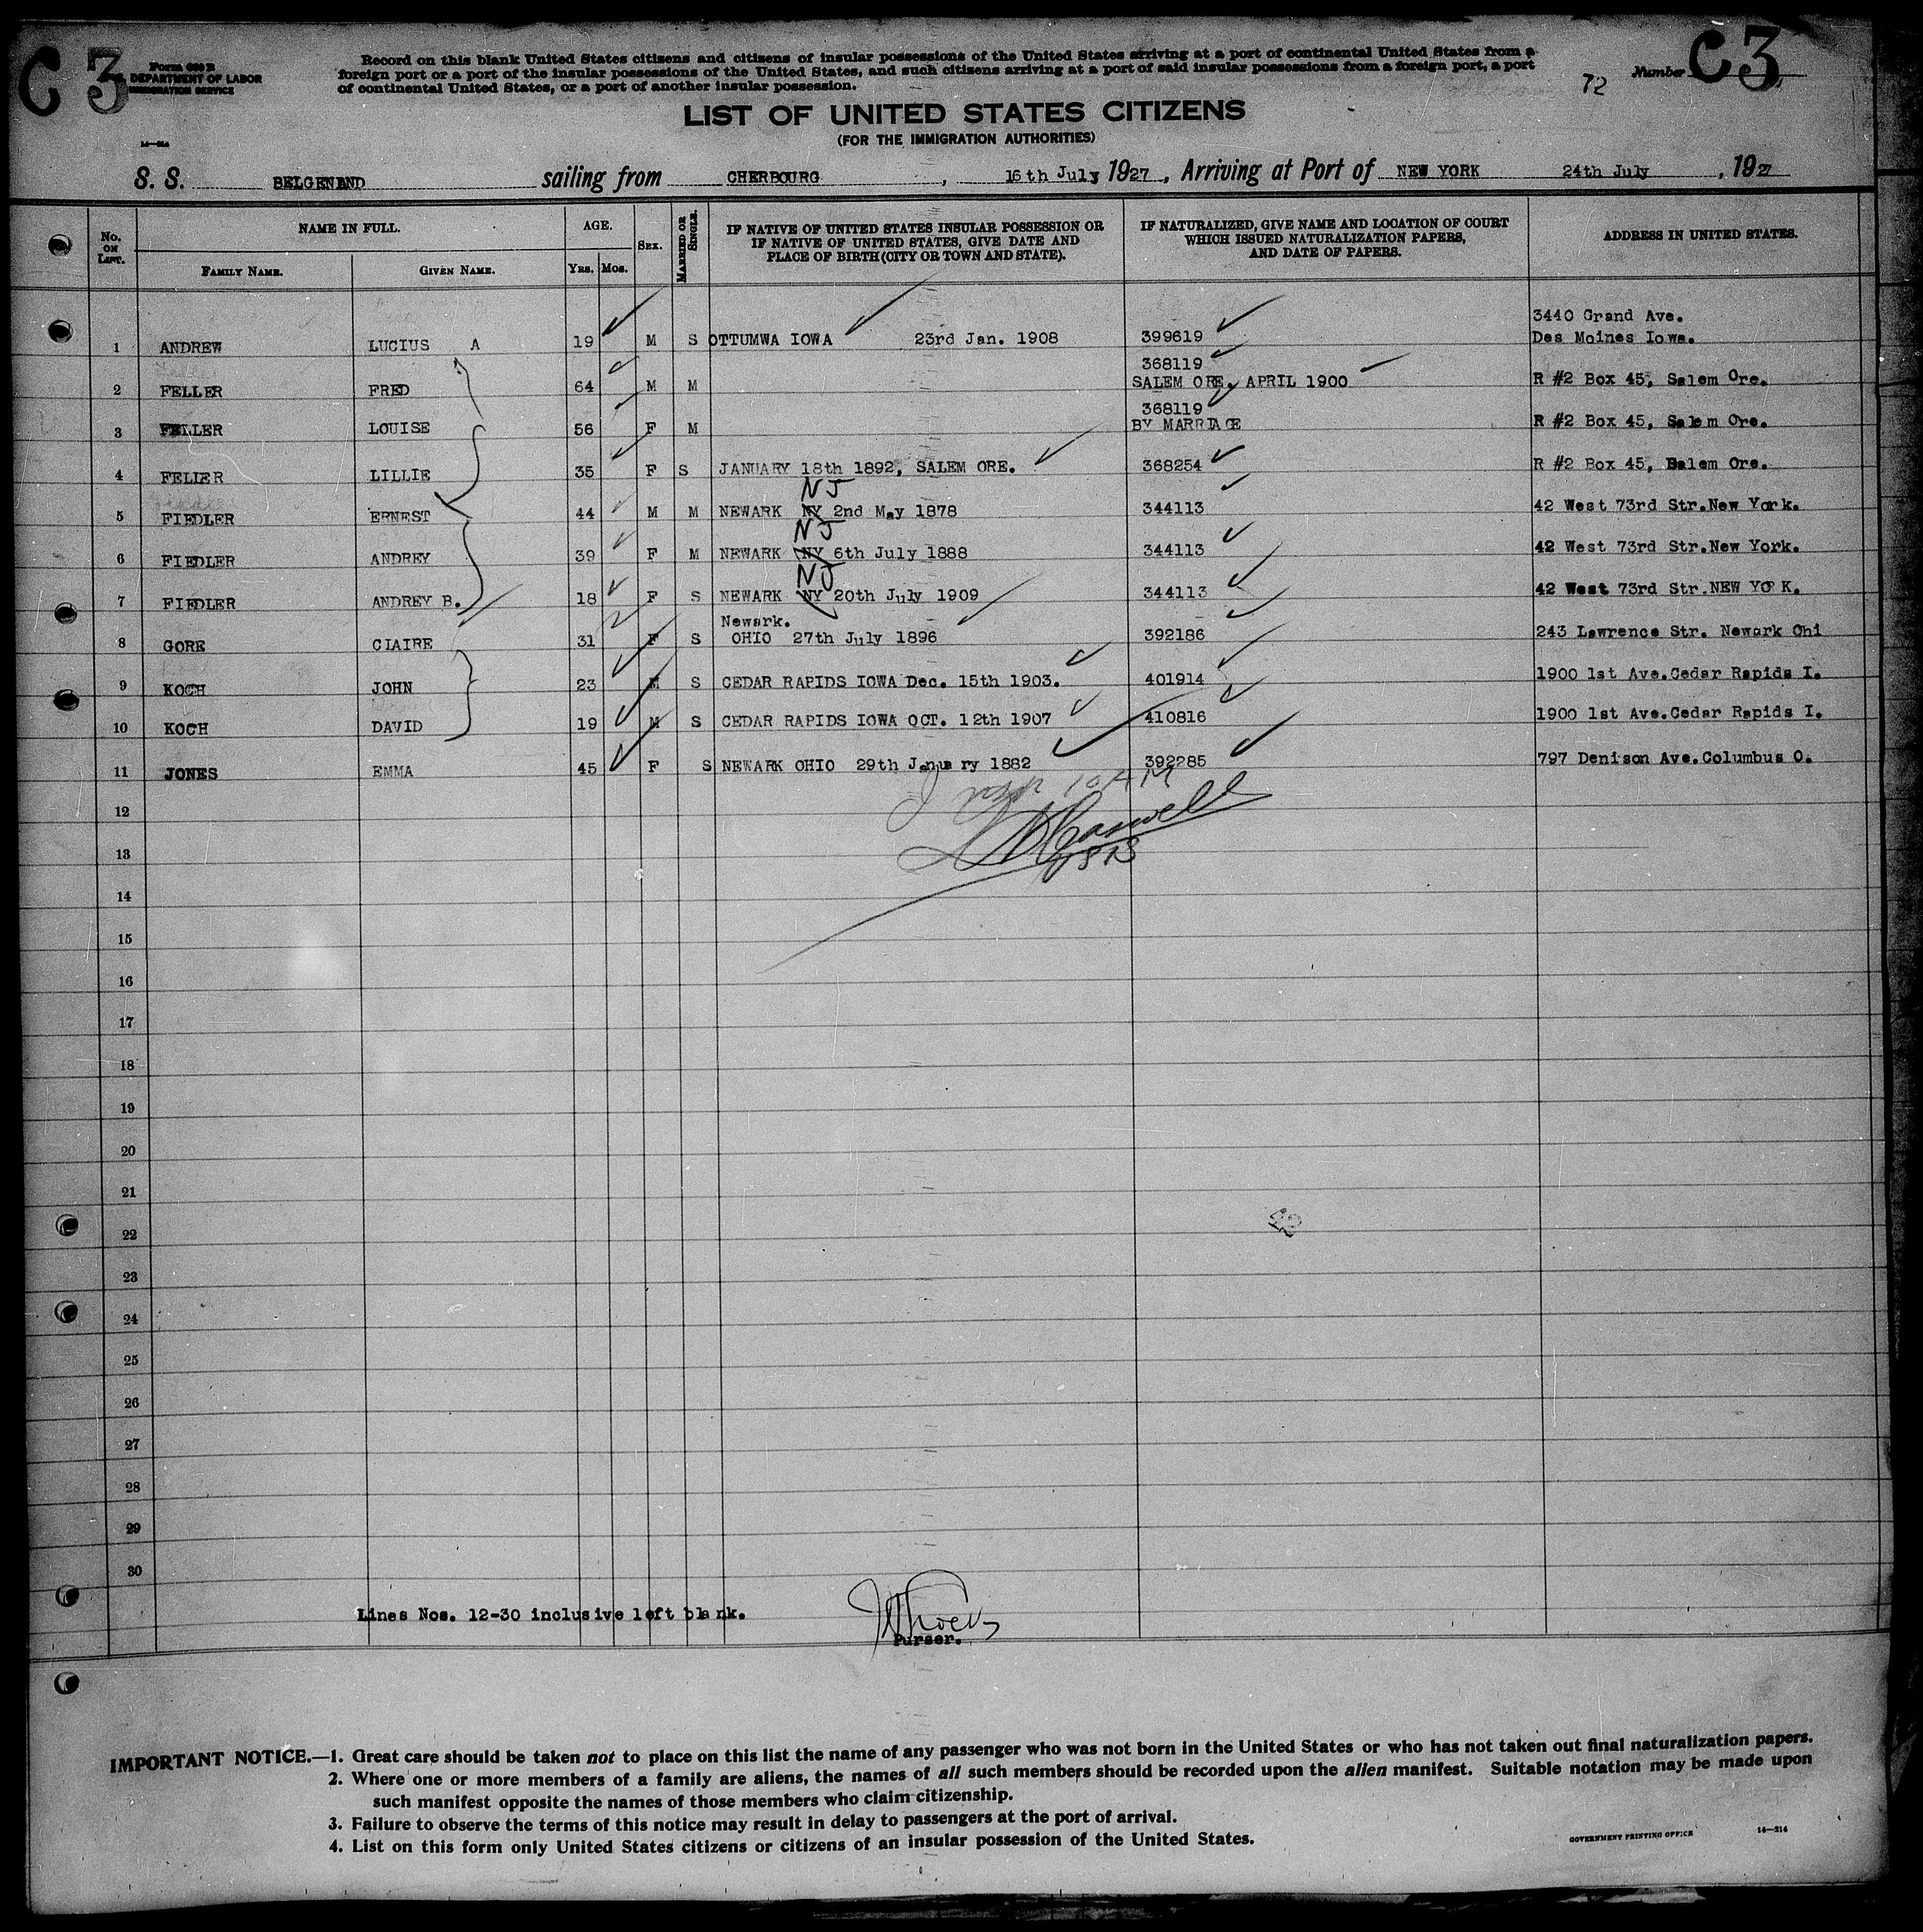 C 3
Form 630 B
DEPARTMENT OF LABOR
IMMIGRATION SERVICE
Record on this blank United States citizens and citizens of insular possessions of the United States arriving at a port of continental United States from a
foreign port or a port of the insular possessions of the United States, and such citizens arriving at a port of said insular possessions from a foreign port, a port
of continental United States, or a port of another insular possession.
72
Number C 3
LIST OF UNITED STATES CITIZENS
(FOR THE IMMIGRATION AUTHORITIES)
S. S. BELGENBND sailing from CHERBOURG, 16th July 1927, Arriving at Port of NEW YORK 24th July, 1927
No. ON LIST. NAME IN FULL. FAMILY NAME. GIVEN NAME. AGE. YRS. MOS. SEX. MARRIED OR SINGLE. IF NATIVE OF UNITED STATES INSULAR POSSESSION OR IF NATIVE OF UNITED STATES, GIVE DATE AND PLACE OF BIRTH (CITY OR TOWN AND STATE). IF NATURALIZED, GIVE NAME AND LOCATION OF COURT WHICH ISSUED NATURALIZATION PAPERS, AND DATE OF PAPERS. ADDRESS IN UNITED STATES.
3440 Grand Ave.
1 ANDREW LUCIUS A 19 M S OTTUMWA IOWA 23rd Jan. 1908 399619 Des Moines Iowa.
368119
2 FELLER FRED 64 M M SALEM ORE. APRIL 1900 R #2 Box 45, Salem Ore.
368119
3 FELLER LOUISE 56 F M BY MARRIAGE R #2 Box 45, Salem Ore.
4 FELLER LILLIE 35 F S JANUARY 18th 1892, SALEM ORE. 368254 R #2 Box 45, Salem Ore.
NJ
5 FIEDLER ERNEST 44 M M NEWARK NY 2nd May 1878 344113 42 West 73rd Str.New York.
NJ
6 FIEDLER ANDREY 39 F M NEWARK NY 6th July 1888 344113 42 West 73rd Str.New York.
NJ
7 FIEDLER ANDREY B. 18 F S NEWARK NY 20th July 1909 344113 42 West 73rd Str.NEW YORK.
Newark.
8 GORE CLAIRE 31 F S OHIO 27th July 1896 392186 243 Lawrence Str. Newark Ohi
9 KOCH JOHN 23 M S CEDAR RAPIDS IOWA Dec. 15th 1903. 401914 1900 1st Ave.Cedar Rapids I.
10 KOCH DAVID 19 M S CEDAR RAPIDS IOWA OCT. 12th 1907 410816 1900 1st Ave.Cedar Rapids I.
11 JONES EMMA 45 F S NEWARK OHIO 29th January 1882 392285 797 Denison Ave.Columbus O.
12
13
14
15
16
17
18
19
20
21
22
23
24
25
26
27
28
29
30
Lines Nos. 12-30 inclusive left blank.
Purser.
IMPORTANT NOTICE.—1. Great care should be taken not to place on this list the name of any passenger who was not born in the United States or who has not taken out final naturalization papers.
2. Where one or more members of a family are aliens, the names of all such members should be recorded upon the alien manifest. Suitable notation may be made upon
such manifest opposite the names of those members who claim citizenship.
3. Failure to observe the terms of this notice may result in delay to passengers at the port of arrival.
4. List on this form only United States citizens or citizens of an insular possession of the United States.
GOVERNMENT PRINTING OFFICE 14—214